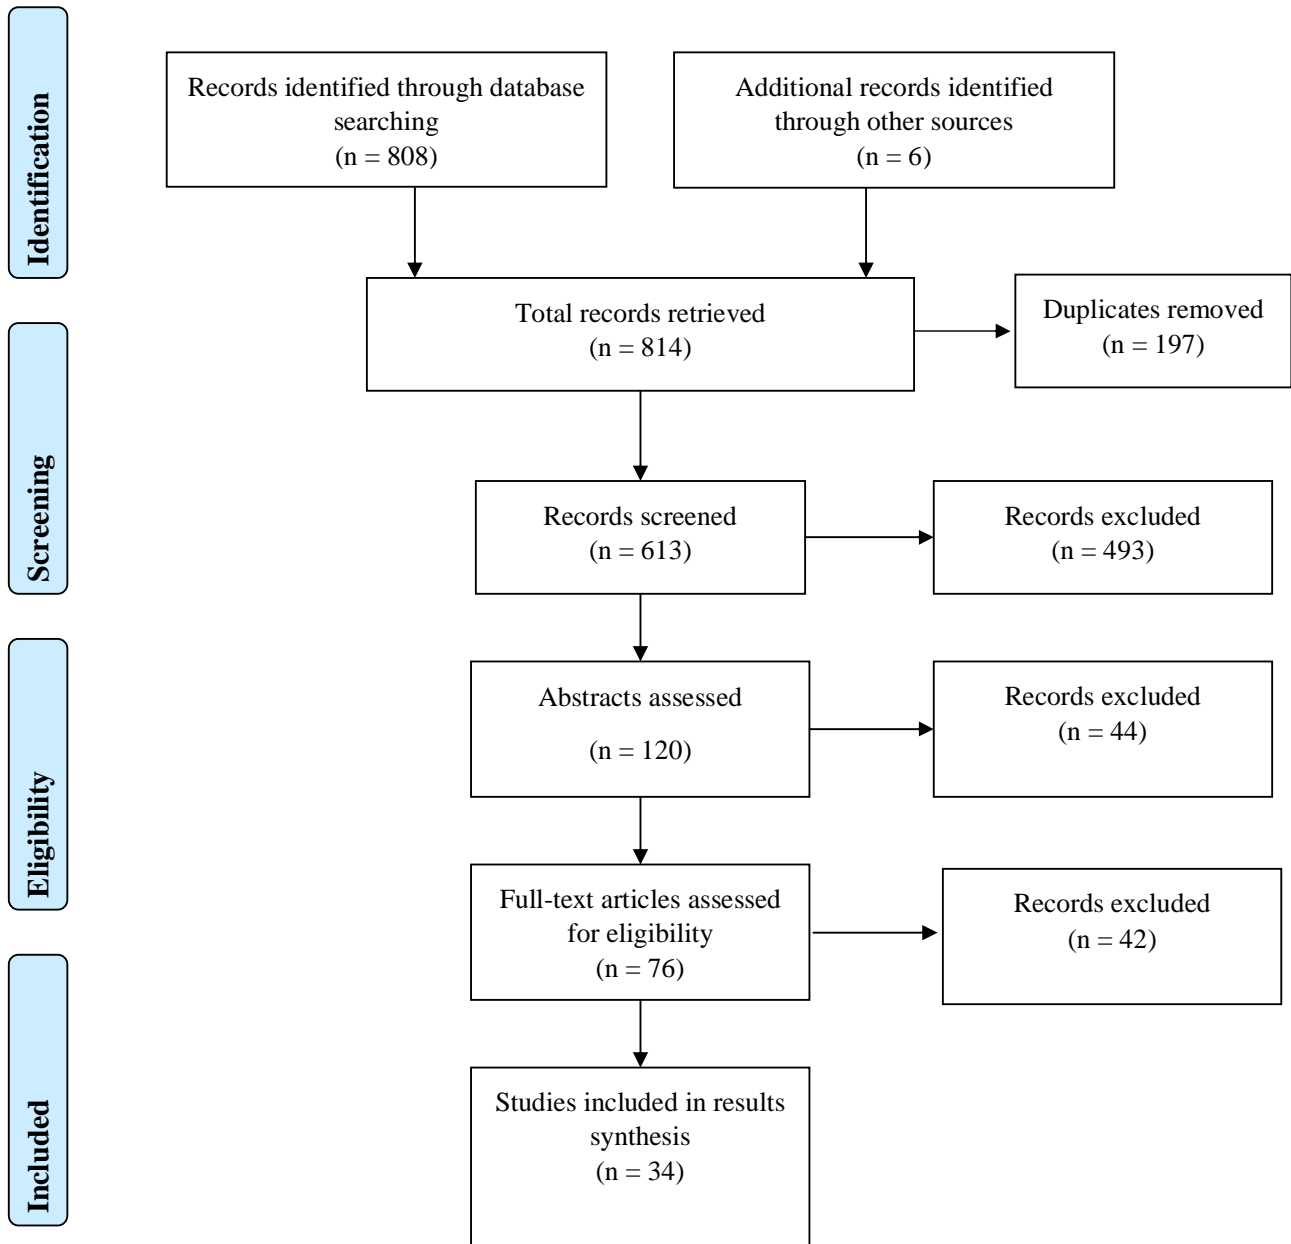 Identification
Records identified through database
searching
(n = 808)
Additional records identified
through other sources
(n = 6)
Total records retrieved
(n = 814)
Duplicates removed
(n = 197)
Screening
Records screened
(n = 613)
Records excluded
(n = 493)
Eligibility
Abstracts assessed
(n = 120)
Records excluded
(n = 44)
Full-text articles assessed
for eligibility
(n = 76)
Records excluded
(n = 42)
Included
Studies included in results
synthesis
(n = 34)